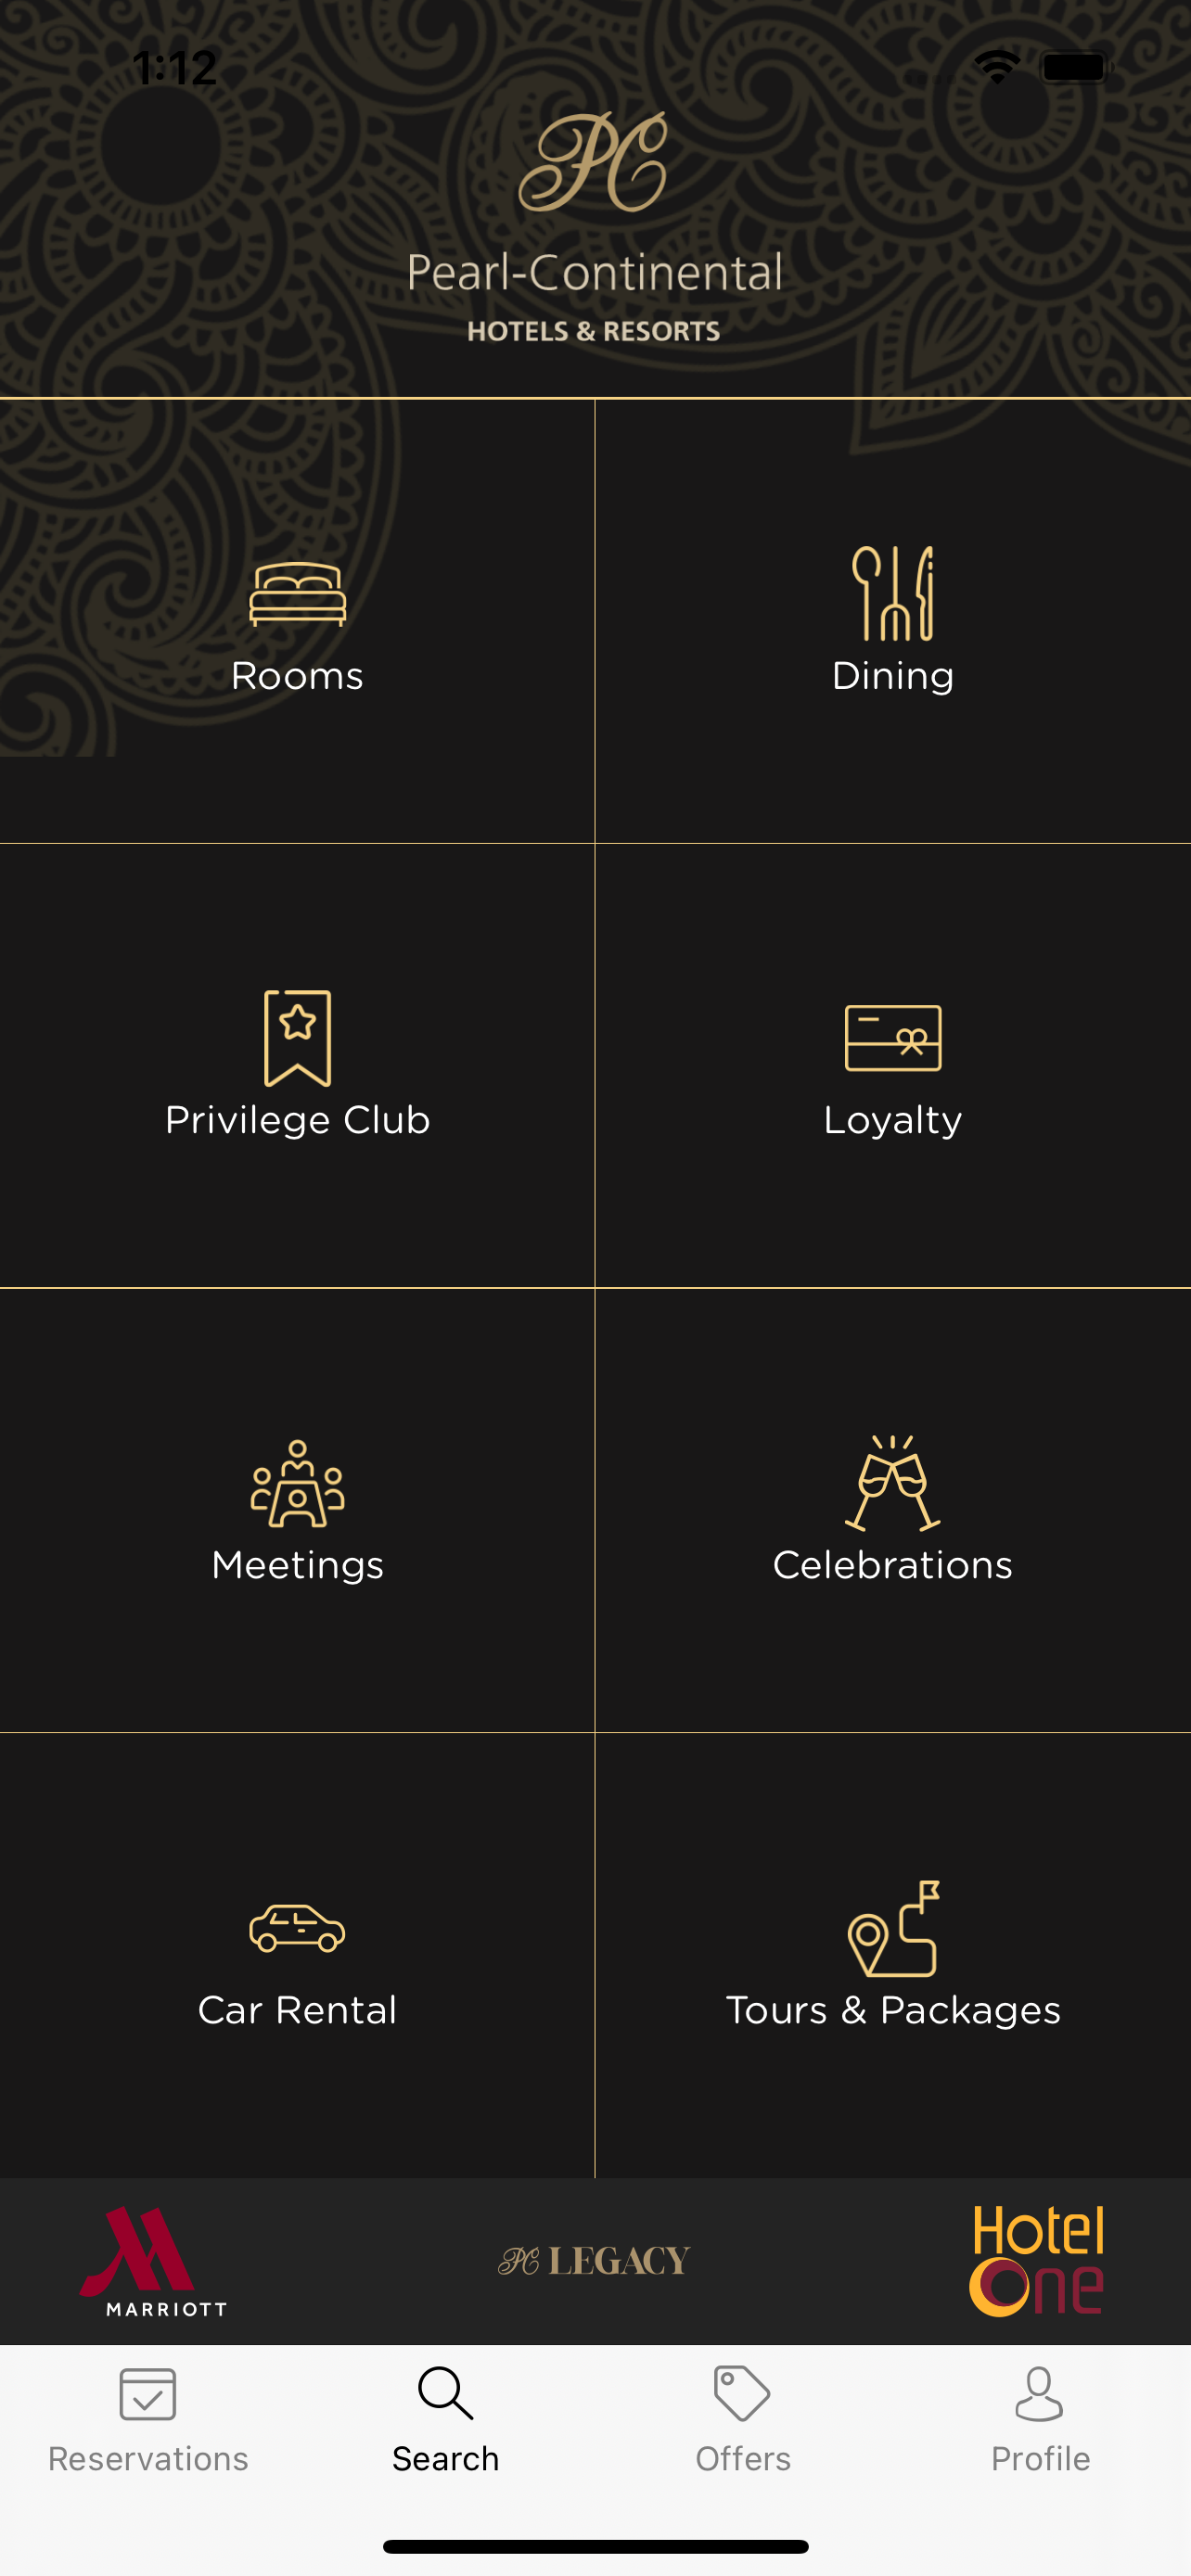 1:12
PC
Pearl-Continental
HOTELS & RESORTS
Rooms
Dining
Privilege Club
Loyalty
Meetings
Celebrations
Car Rental
Tours & Packages
MARRIOTT
PC LEGACY
Hotel
One
Reservations
Search
Offers
Profile